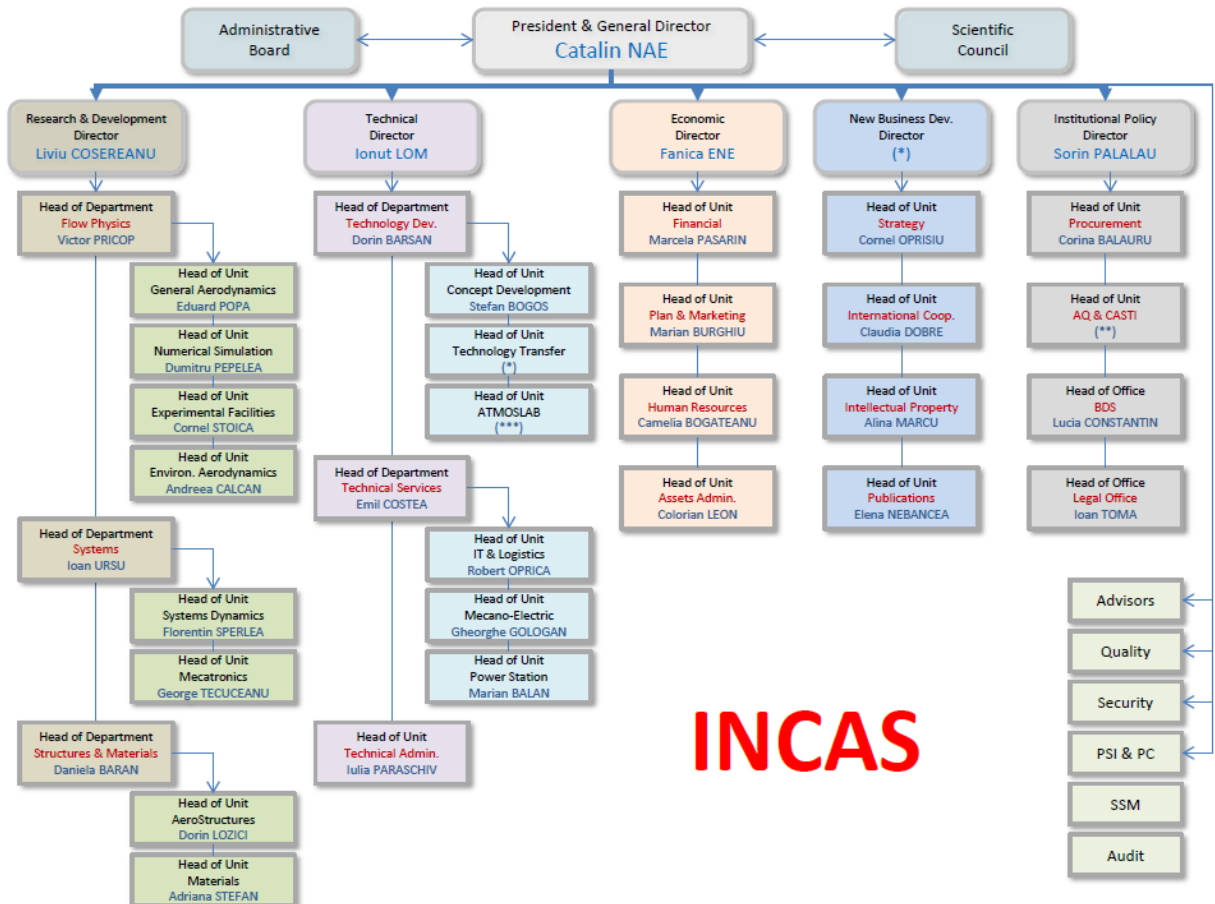 Administrative
Board
President & General Director
Catalin NAE
Scientific
Council
Research & Development
Director
Liviu COSEREANU
Technical
Director
Ionut LOM
Economic
Director
Fanica ENE
New Business Dev.
Director
(*)
Institutional Policy
Director
Sorin PALALAU
Head of Department
Flow Physics
Victor PRICOP
Head of Unit
General Aerodynamics
Eduard POPA
Head of Unit
Numerical Simulation
Dumitru PEPELEA
Head of Unit
Experimental Facilities
Cornel STOICA
Head of Unit
Environ. Aerodynamics
Andreea CALCAN
Head of Department
Systems
Ioan URSU
Head of Unit
Systems Dynamics
Florentin SPERLEA
Head of Unit
Mecatronics
George TECUCEANU
Head of Department
Structures & Materials
Daniela BARAN
Head of Unit
AeroStructures
Dorin LOZICI
Head of Unit
Materials
Adriana STEFAN
Head of Department
Technology Dev.
Dorin BARSAN
Head of Unit
Concept Development
Stefan BOGOS
Head of Unit
Technology Transfer
(*)
Head of Unit
ATMOSLAB
(***)
Head of Department
Technical Services
Emil COSTEA
Head of Unit
IT & Logistics
Robert OPRICA
Head of Unit
Mecano-Electric
Gheorghe GOLOGAN
Head of Unit
Power Station
Marian BALAN
Head of Unit
Technical Admin.
Iulia PARASCHIV
Head of Unit
Financial
Marcela PASARIN
Head of Unit
Plan & Marketing
Marian BURGHIU
Head of Unit
Human Resources
Camelia BOGATEANU
Head of Unit
Assets Admin.
Colorian LEON
Head of Unit
Strategy
Cornel OPRISIU
Head of Unit
International Coop.
Claudia DOBRE
Head of Unit
Intellectual Property
Alina MARCU
Head of Unit
Publications
Elena NEBANCEA
Head of Unit
Procurement
Corina BALAURU
Head of Unit
AQ & CASTI
(**)
Head of Office
BDS
Lucia CONSTANTIN
Head of Office
Legal Office
Ioan TOMA
Advisors
Quality
Security
PSI & PC
SSM
Audit
INCAS